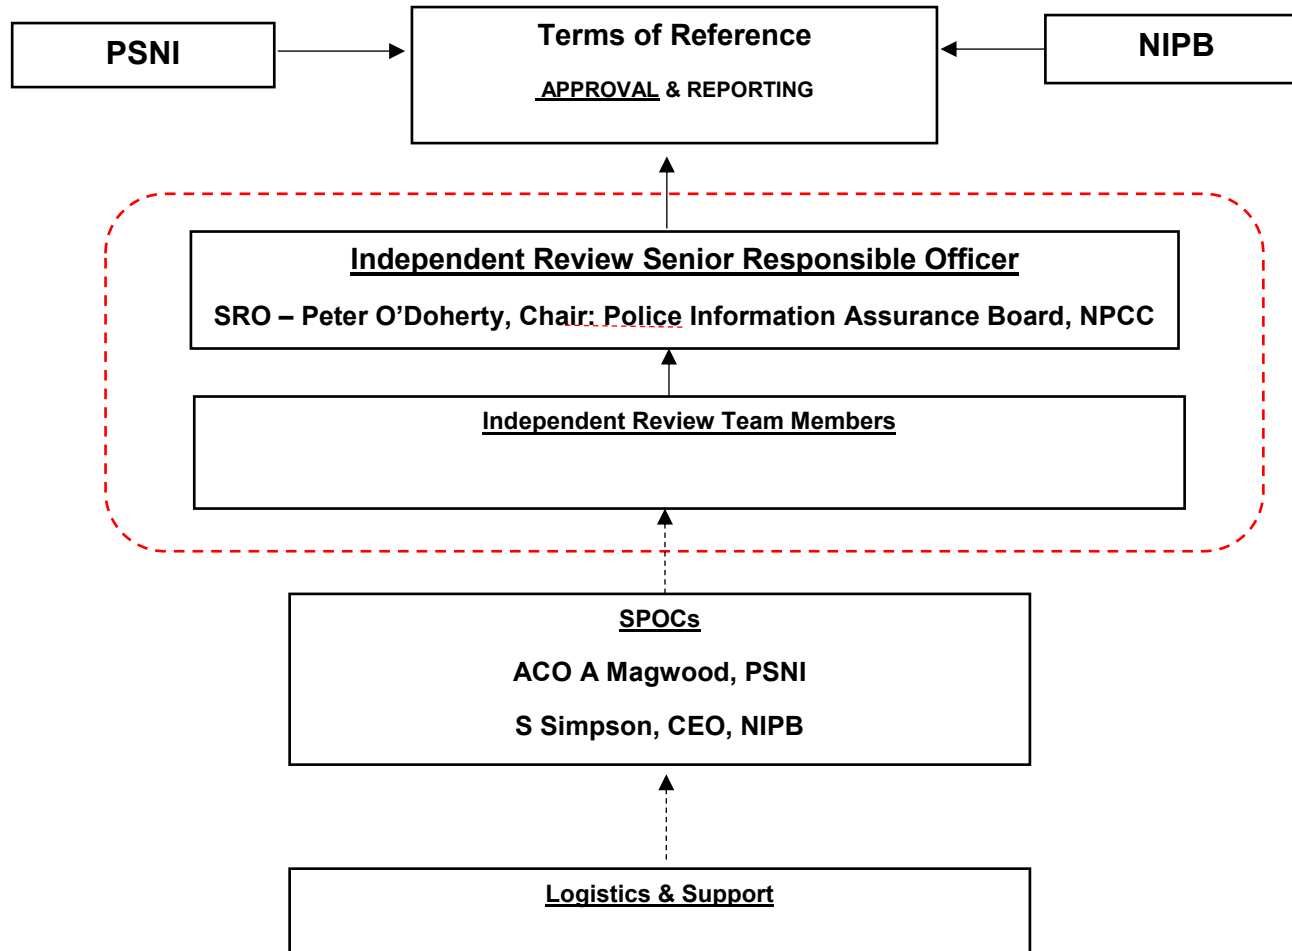 PSNI
Terms of Reference
APPROVAL & REPORTING
NIPB
Independent Review Senior Responsible Officer
SRO – Peter O’Doherty, Chair: Police Information Assurance Board, NPCC
Independent Review Team Members
SPOCs
ACO A Magwood, PSNI
S Simpson, CEO, NIPB
Logistics & Support